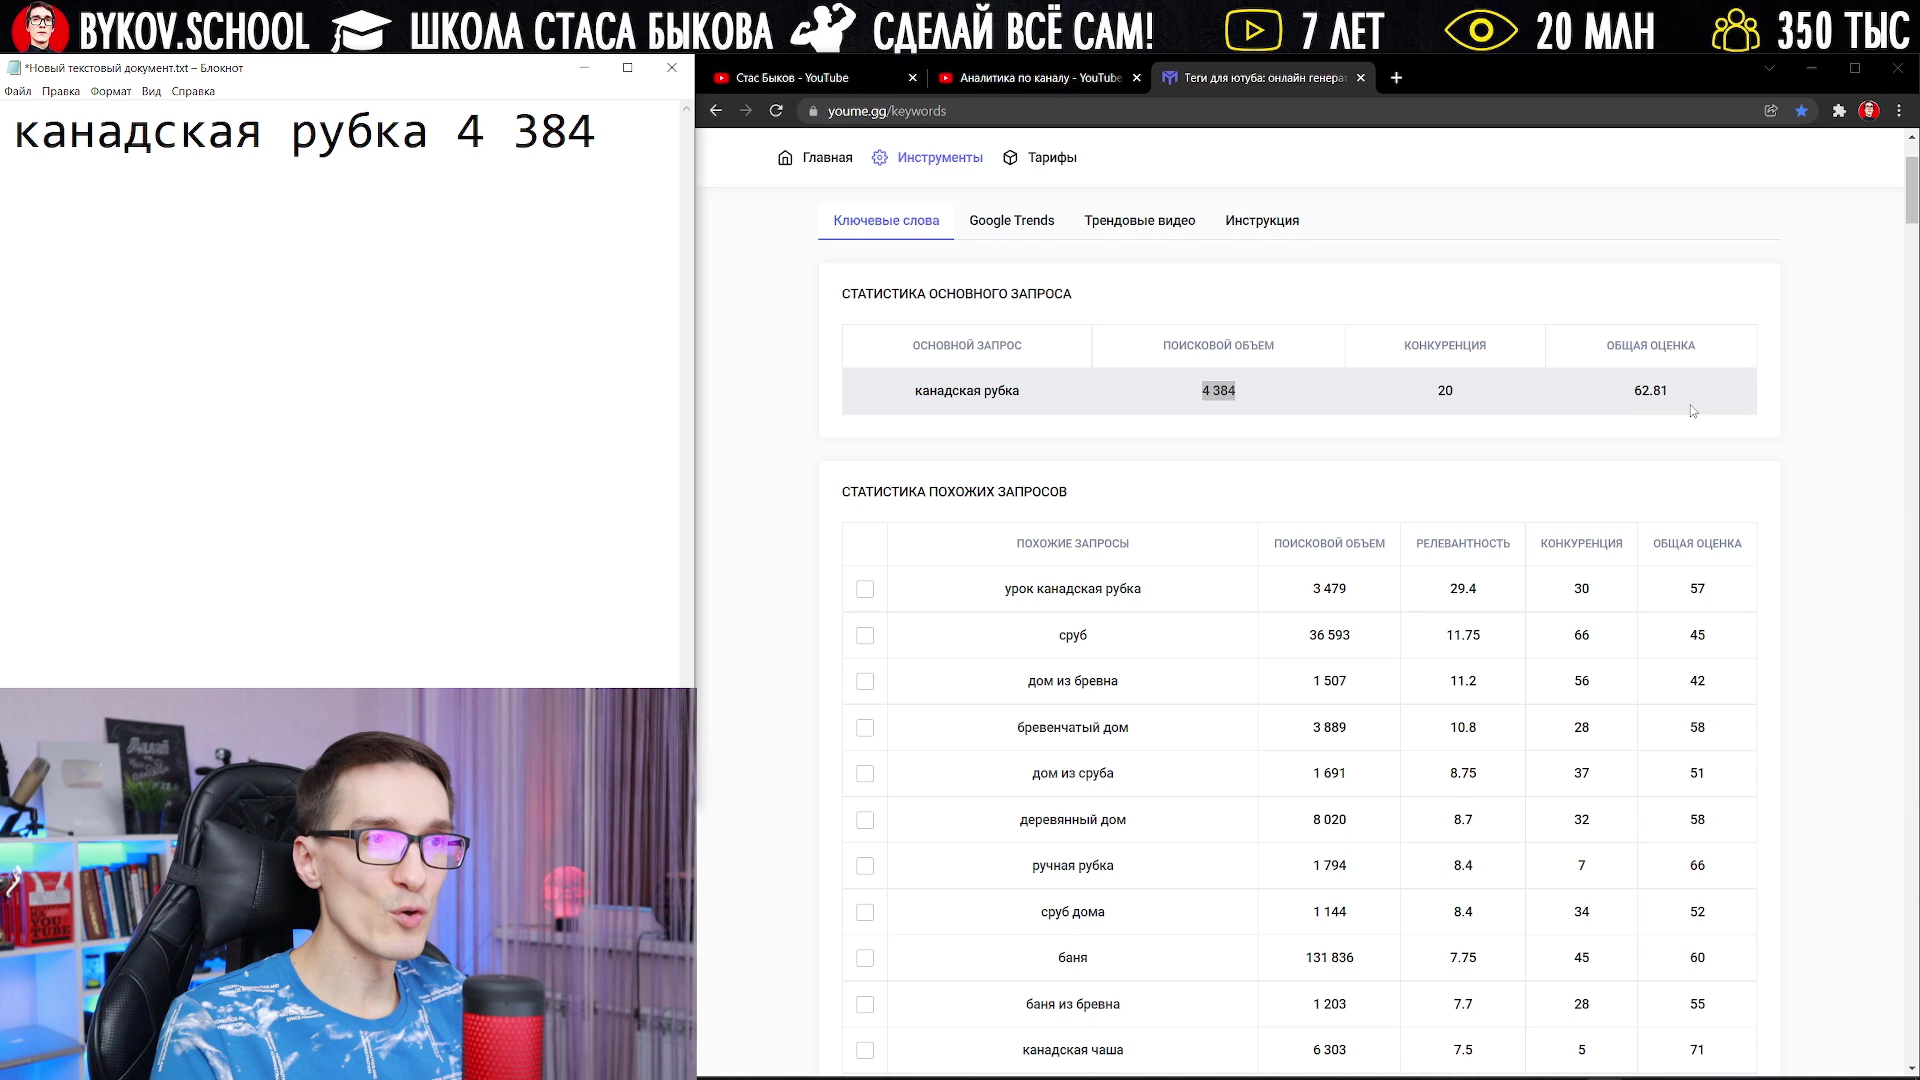 BYKOV.SCHOOL ШКОЛА СТАСА БЫКОВА СДЕЛАЙ ВСЁ САМ! 7 ЛЕТ 20 МЛН 350 ТЫС
*Новый текстовый документ.txt – Блокнот
Файл Правка Формат Вид Справка
канадская рубка 4 384
Стас Быков - YouTube
Аналитика по каналу - YouTube
Теги для ютуба: онлайн генерат
youme.gg/keywords
Главная Инструменты Тарифы
Ключевые слова Google Trends Трендовые видео Инструкция
СТАТИСТИКА ОСНОВНОГО ЗАПРОСА
ОСНОВНОЙ ЗАПРОС ПОИСКОВОЙ ОБЪЕМ КОНКУРЕНЦИЯ ОБЩАЯ ОЦЕНКА
канадская рубка 4 384 20 62.81
СТАТИСТИКА ПОХОЖИХ ЗАПРОСОВ
ПОХОЖИЕ ЗАПРОСЫ ПОИСКОВОЙ ОБЪЕМ РЕЛЕВАНТНОСТЬ КОНКУРЕНЦИЯ ОБЩАЯ ОЦЕНКА
урок канадская рубка 3 479 29.4 30 57
сруб 36 593 11.75 66 45
дом из бревна 1 507 11.2 56 42
бревенчатый дом 3 889 10.8 28 58
дом из сруба 1 691 8.75 37 51
деревянный дом 8 020 8.7 32 58
ручная рубка 1 794 8.4 7 66
сруб дома 1 144 8.4 34 52
баня 131 836 7.75 45 60
баня из бревна 1 203 7.7 28 55
канадская чаша 6 303 7.5 5 71
НА YOU TUBE